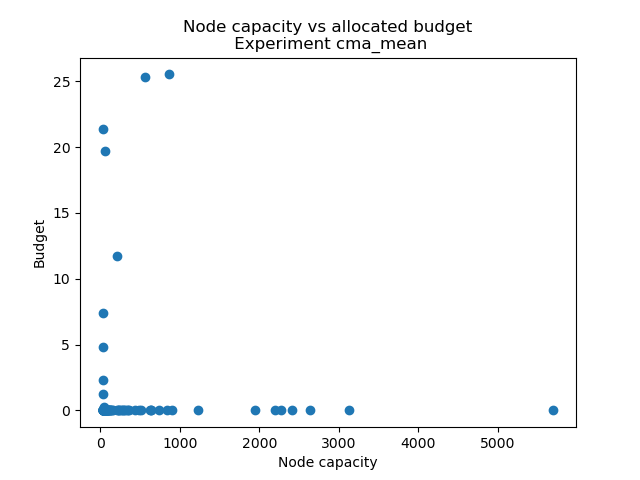 Node capacity vs allocated budget
Experiment cma_mean
25
20
15
10
5
0
Budget
0 1000 2000 3000 4000 5000
Node capacity